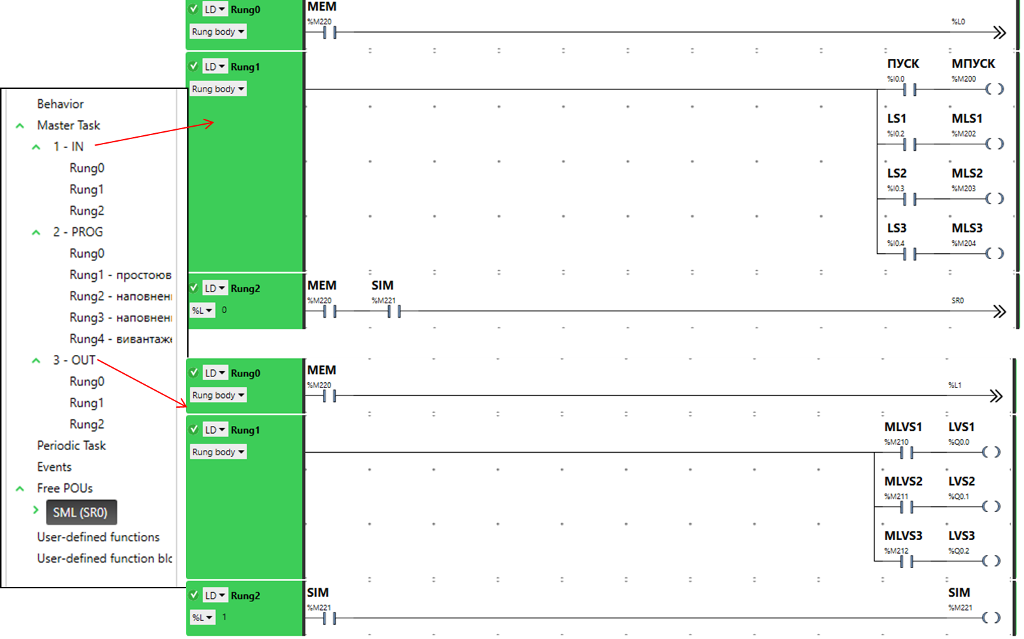 Behavior
Master Task
1 - IN
Rung0
Rung1
Rung2
2 - PROG
Rung0
Rung1 - простоюв
Rung2 - наповнен
Rung3 - наповнен
Rung4 - вивантаж
3 - OUT
Rung0
Rung1
Rung2
Periodic Task
Events
Free POUs
SML (SR0)
User-defined functions
User-defined function blo
LD Rung0
Rung body
MEM
%M220
%L0
LD Rung1
Rung body
ПУСК МПУСК
%I0.0 %M200
LS1 MLS1
%I0.2 %M202
LS2 MLS2
%I0.3 %M203
LS3 MLS3
%I0.4 %M204
LD Rung2
%L 0
MEM SIM
%M220 %M221
SR0
LD Rung0
Rung body
MEM
%M220
%L1
LD Rung1
Rung body
MLVS1 LVS1
%M210 %Q0.0
MLVS2 LVS2
%M211 %Q0.1
MLVS3 LVS3
%M212 %Q0.2
LD Rung2
%L 1
SIM SIM
%M221 %M221